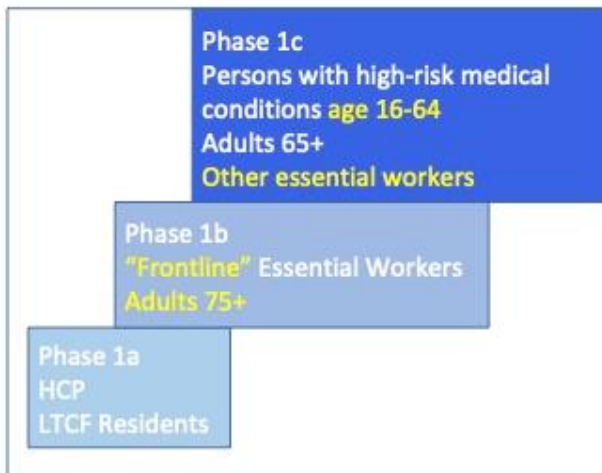 Phase 1c
Persons with high-risk medical
conditions age 16-64
Adults 65+
Other essential workers
Phase 1b
"Frontline" Essential Workers
Adults 75+
Phase 1a
HCP
LTCF Residents